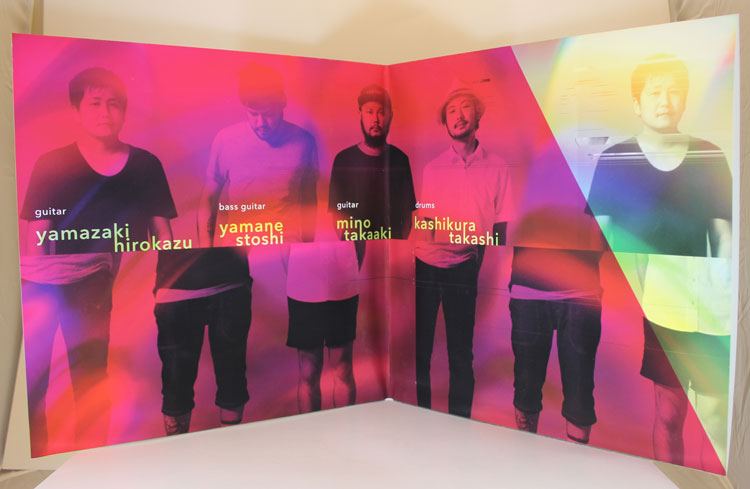 guitar
yamazaki
hirokazu
bass guitar
yamane
stoshi
guitar
mino
takaaki
drums
kashikura
takashi